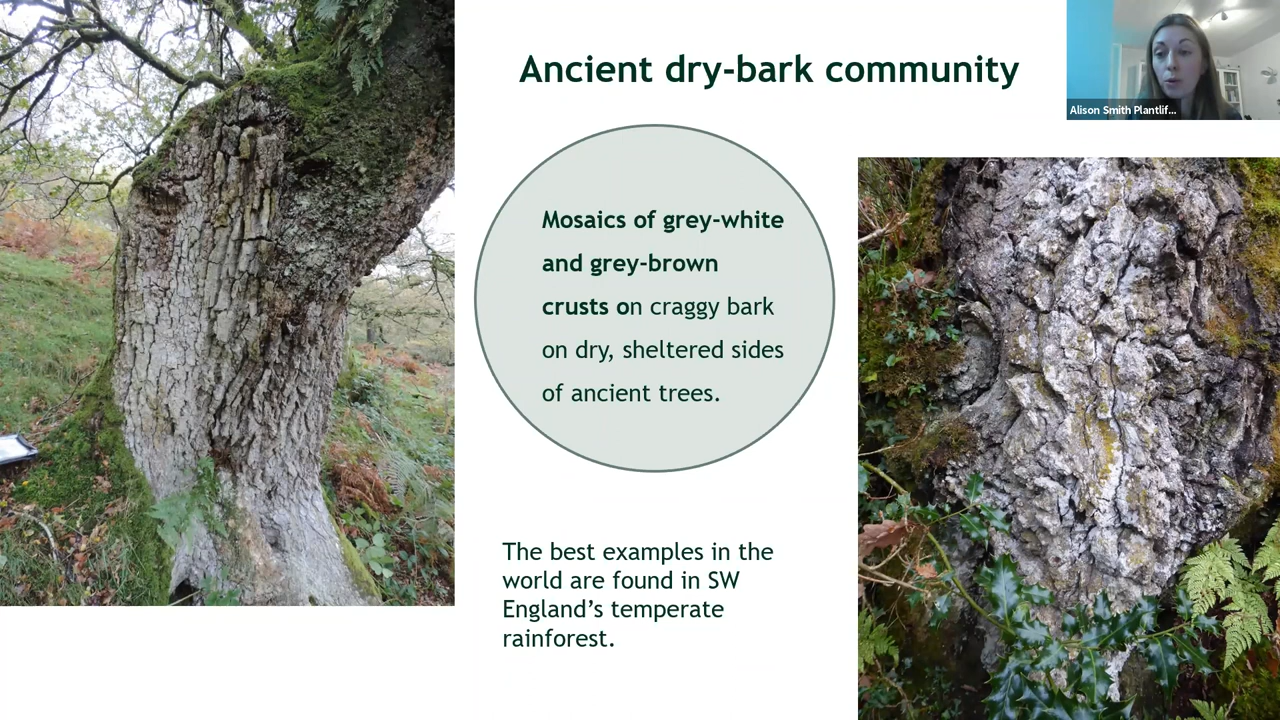 Ancient dry-bark community
Alison Smith Plantlif...
Mosaics of grey-white
and grey-brown
crusts on craggy bark
on dry, sheltered sides
of ancient trees.
The best examples in the
world are found in SW
England's temperate
rainforest.